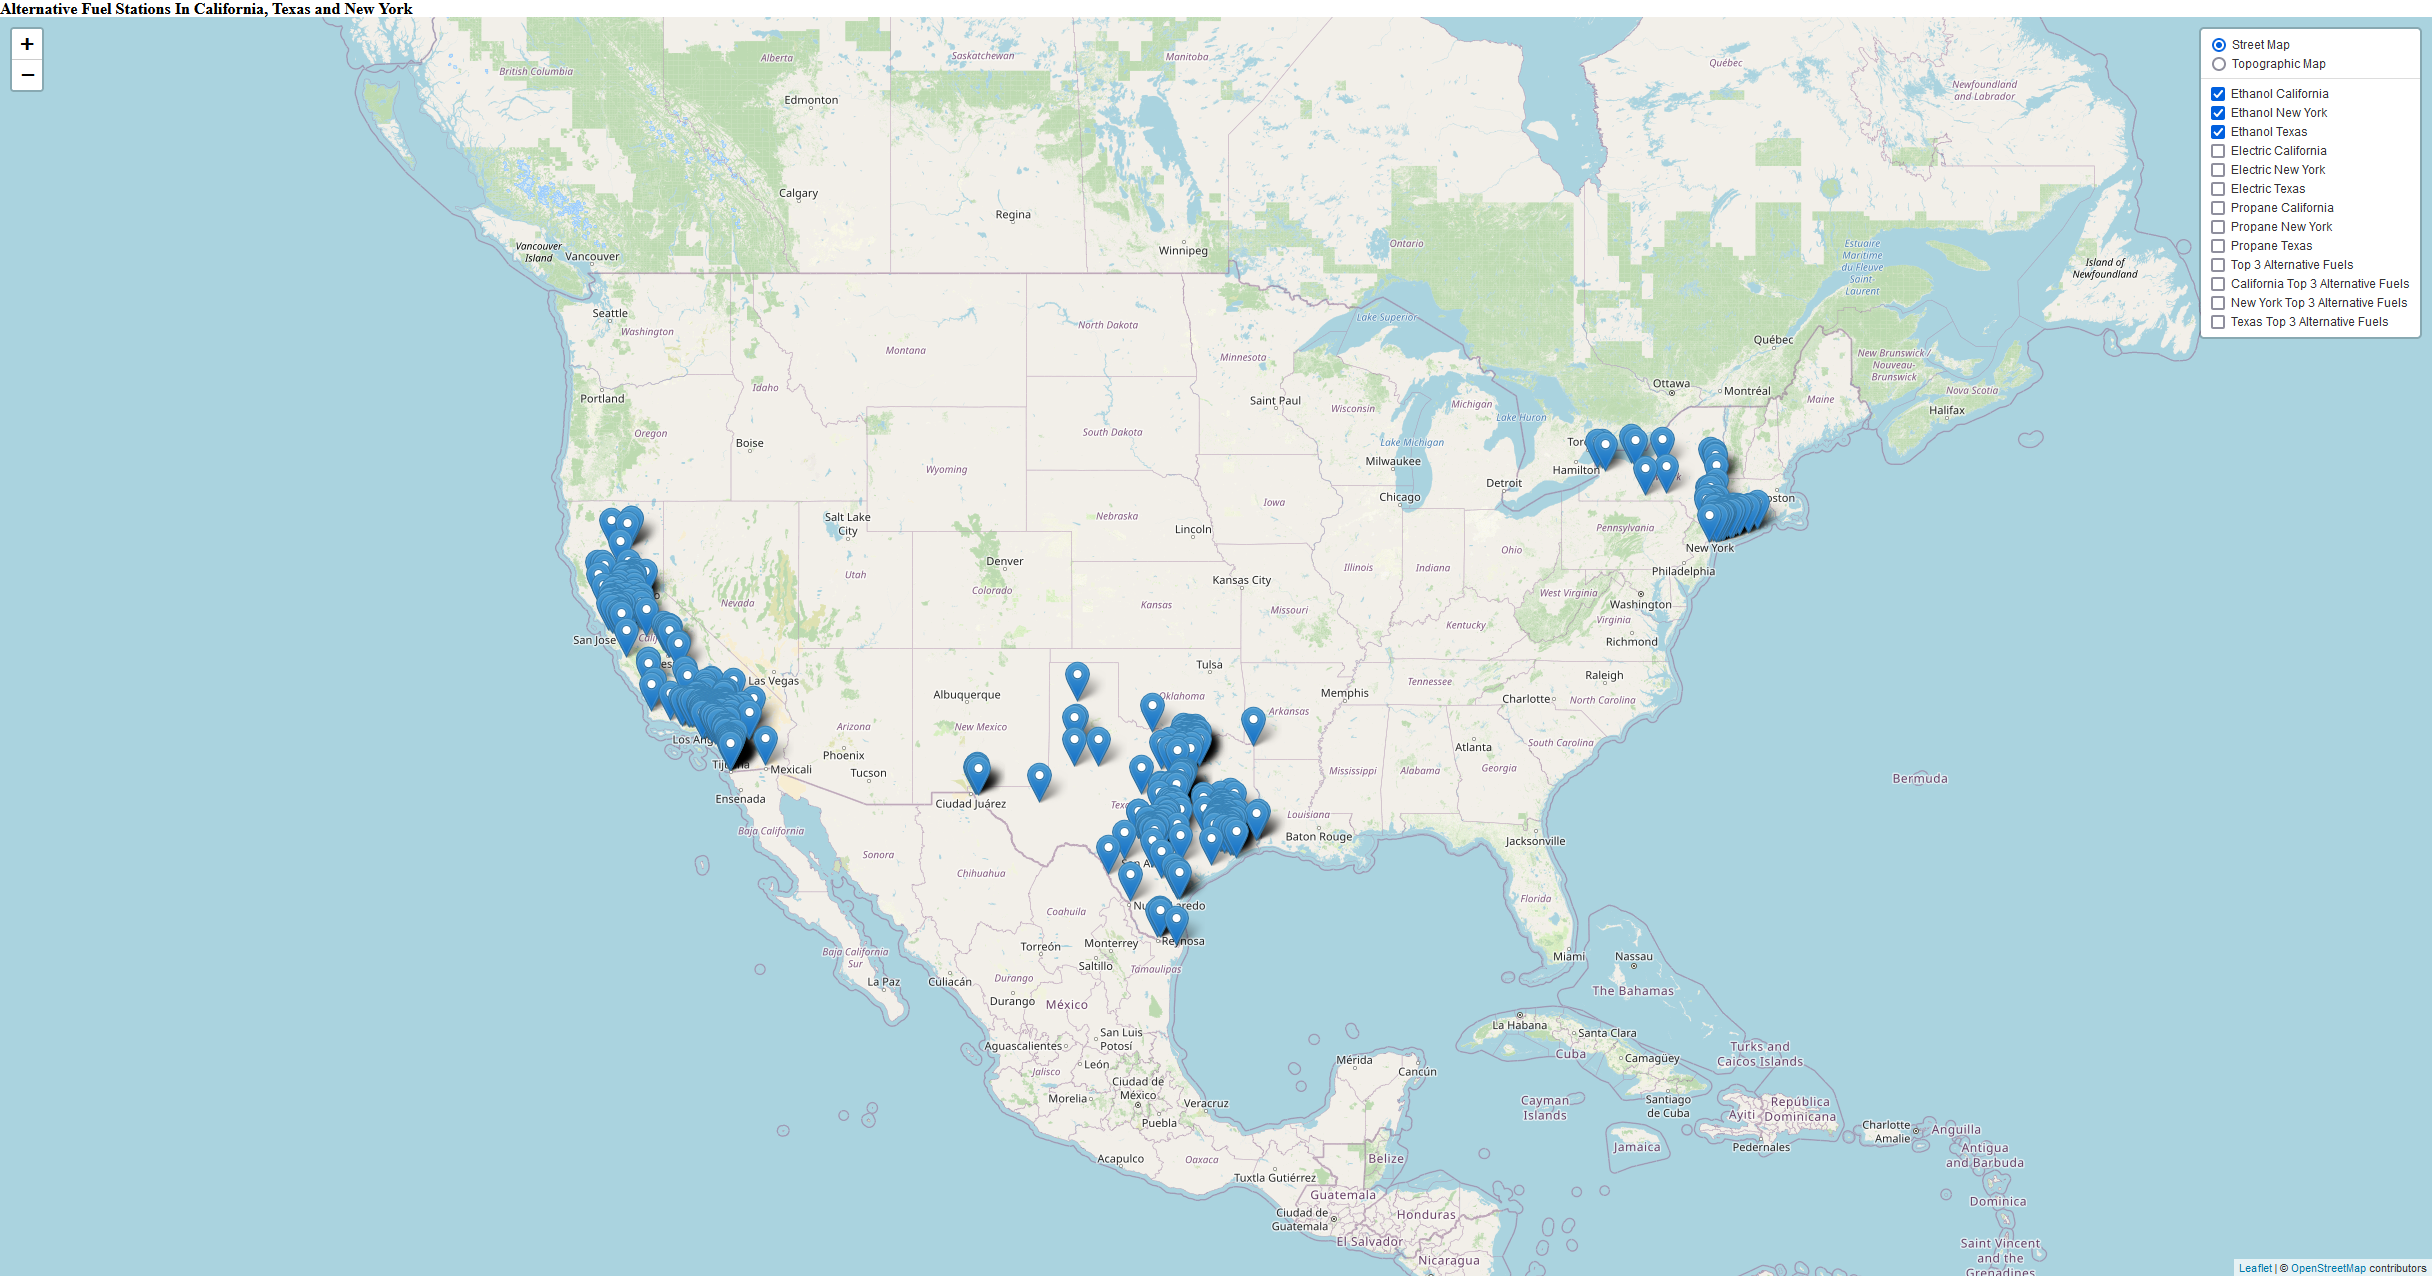 Alternative Fuel Stations In California, Texas and New York
+
−
Street Map
Topographic Map
Ethanol California
Ethanol New York
Ethanol Texas
Electric California
Electric New York
Electric Texas
Propane California
Propane New York
Propane Texas
Top 3 Alternative Fuels
California Top 3 Alternative Fuels
New York Top 3 Alternative Fuels
Texas Top 3 Alternative Fuels
British Columbia
Alberta
Saskatchewan
Manitoba
Québec
Newfoundland
and Labrador
Edmonton
Calgary
Regina
Winnipeg
Ontario
Vancouver
Island
Vancouver
Estuaire
Maritime
du Fleuve
Saint-
Laurent
Island of
Newfoundland
Seattle
Washington
North Dakota
Lake Superior
Montana
Minnesota
Québec
New Brunswick /
Nouveau-
Brunswick
Idaho
Portland
Saint Paul
Wisconsin
Michigan
Lake Huron
Ottawa
Montréal
Maine
Nova Scotia
Halifax
Oregon
Boise
South Dakota
Lake Michigan
Milwaukee
Hamilton
Wyoming
Detroit
Chicago
Salt Lake
City
Iowa
Nebraska
Lincoln
Pennsylvania
New York
Ohio
Denver
Utah
Illinois
Indiana
Philadelphia
Kansas City
Colorado
Nevada
Kansas
Missouri
West Virginia
Washington
Virginia
Kentucky
Richmond
San Jose
Las Vegas
Tulsa
Raleigh
Albuquerque
Oklahoma
Memphis
Tennessee
Charlotte
North Carolina
Arkansas
Arizona
New Mexico
Atlanta
South Carolina
Phoenix
Tucson
Mexicali
Mississippi
Alabama
Georgia
Bermuda
Ensenada
Ciudad Juárez
Louisiana
Baton Rouge
Jacksonville
Baja California
Sonora
Chihuahua
Florida
Coahuila
Reynosa
Torreón
Monterrey
Saltillo
Tamaulipas
Baja California
Sur
La Paz
Culiacán
Durango
Durango
México
Miami
Nassau
The Bahamas
La Habana
Santa Clara
Cuba
Camagüey
San Luis
Potosí
Aguascalientes
León
Jalisco
Mérida
Cancún
Turks and
Caicos Islands
Ciudad de
México
Morelia
Veracruz
Puebla
Cayman
Islands
Santiago
de Cuba
República
Dominicana
Ayiti
Jamaica
Pedernales
Charlotte
Amalie
Anguilla
Antigua
and Barbuda
Acapulco
Oaxaca
Belize
Tuxtla Gutiérrez
Guatemala
Ciudad de
Guatemala
Honduras
El Salvador
Nicaragua
Dominica
Saint Vincent
and the
Grenadines
Leaflet | © OpenStreetMap contributors